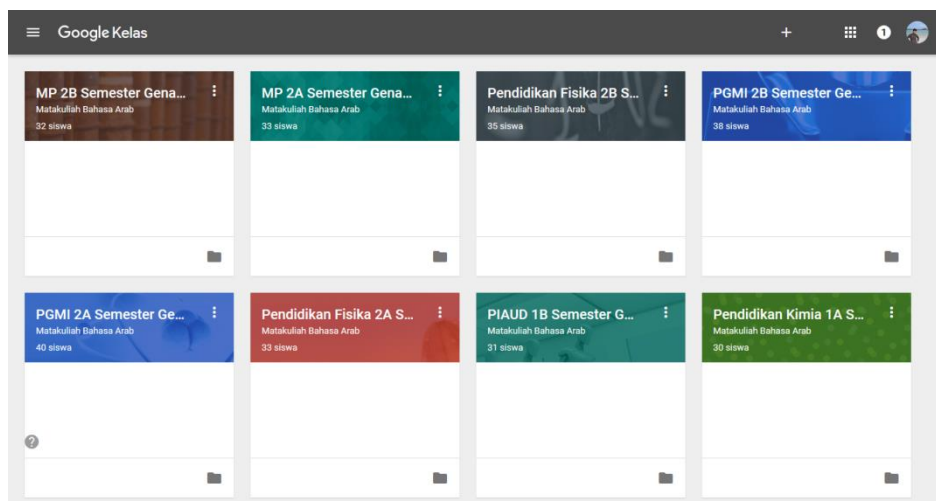 Google Kelas
1
MP 2B Semester Gena...
Matakuliah Bahasa Arab
32 siswa
MP 2A Semester Gena...
Matakuliah Bahasa Arab
33 siswa
Pendidikan Fisika 2B S...
Matakuliah Bahasa Arab
35 siswa
PGMI 2B Semester Ge...
Matakuliah Bahasa Arab
38 siswa
PGMI 2A Semester Ge...
Matakuliah Bahasa Arab
40 siswa
Pendidikan Fisika 2A S...
Matakuliah Bahasa Arab
33 siswa
PIAUD 1B Semester G...
Matakuliah Bahasa Arab
31 siswa
Pendidikan Kimia 1A S...
Matakuliah Bahasa Arab
30 siswa